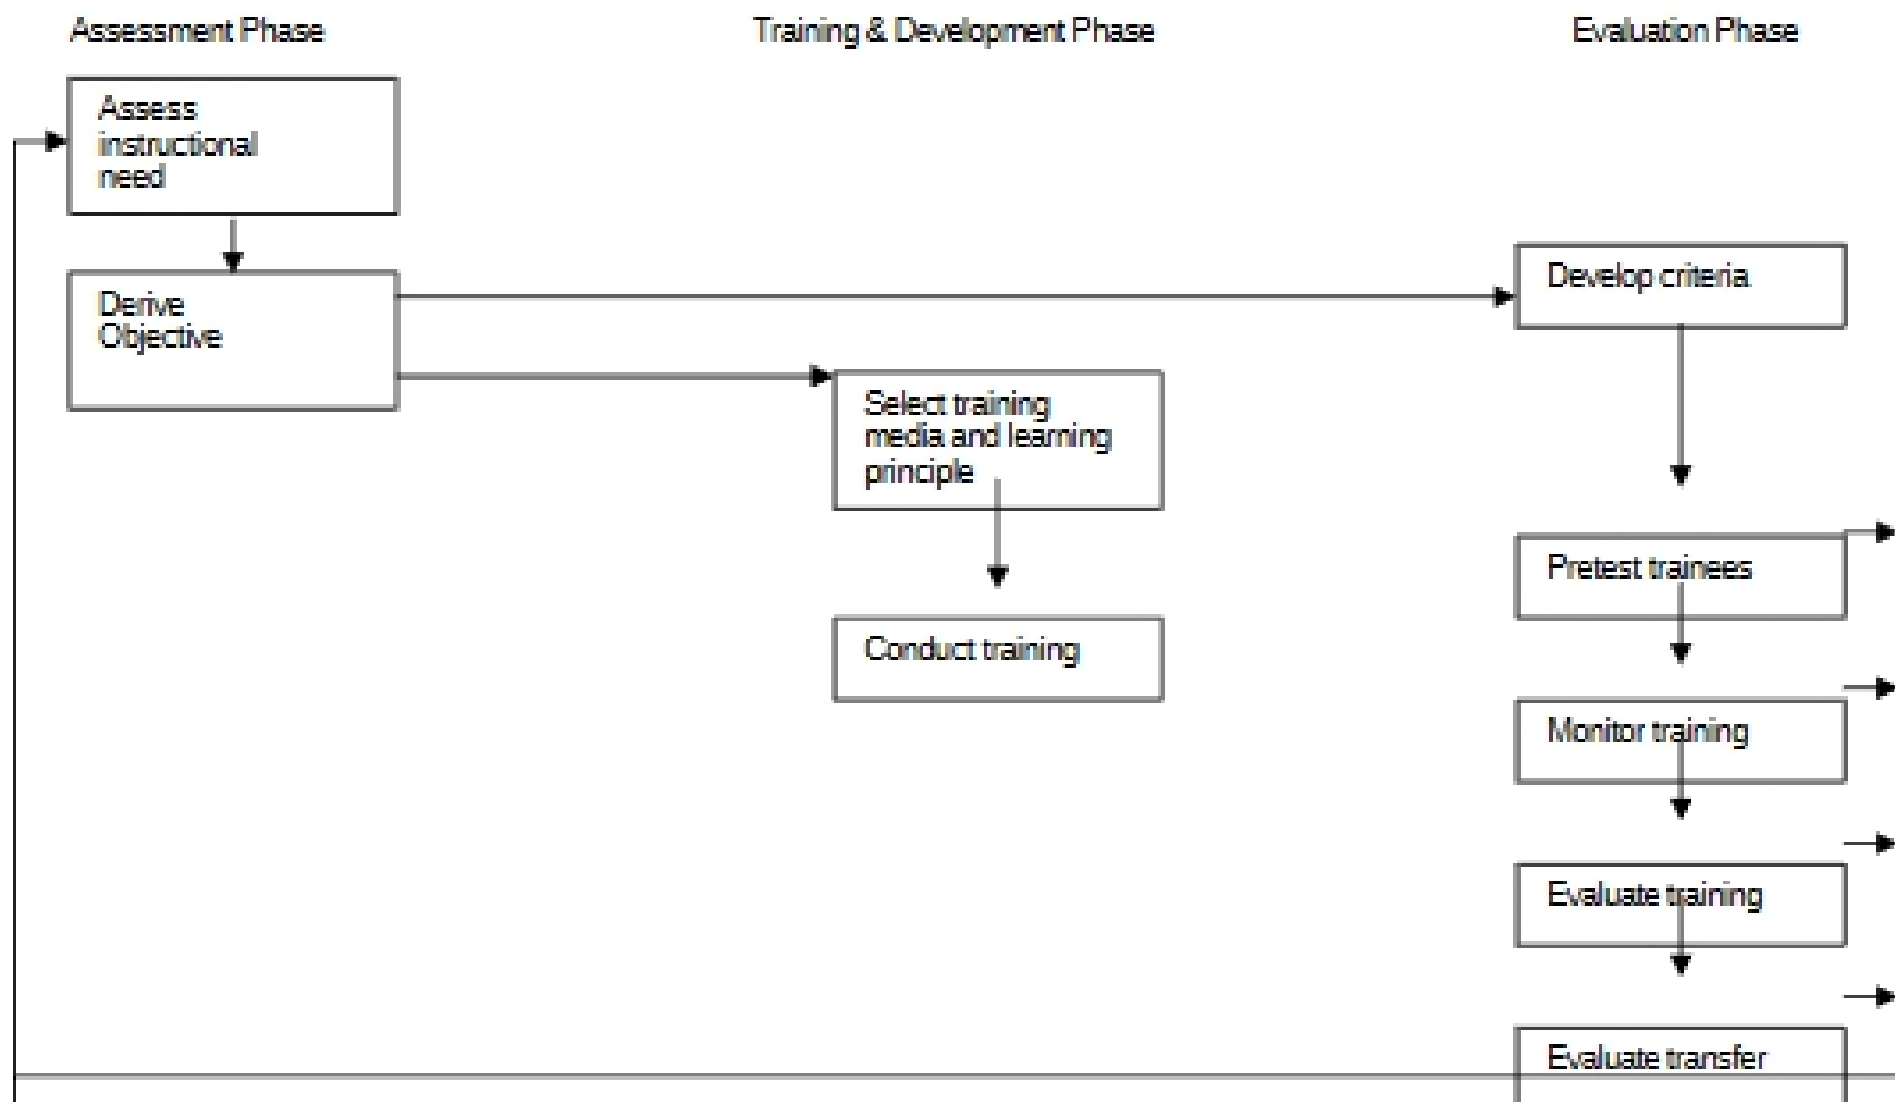 Assessment Phase
Training & Development Phase
Evaluation Phase
Assess
instructional
need
Derive
Objective
Develop criteria
Select training
media and learning
principle
Pretest trainees
Conduct training
Monitor training
Evaluate training
Evaluate transfer